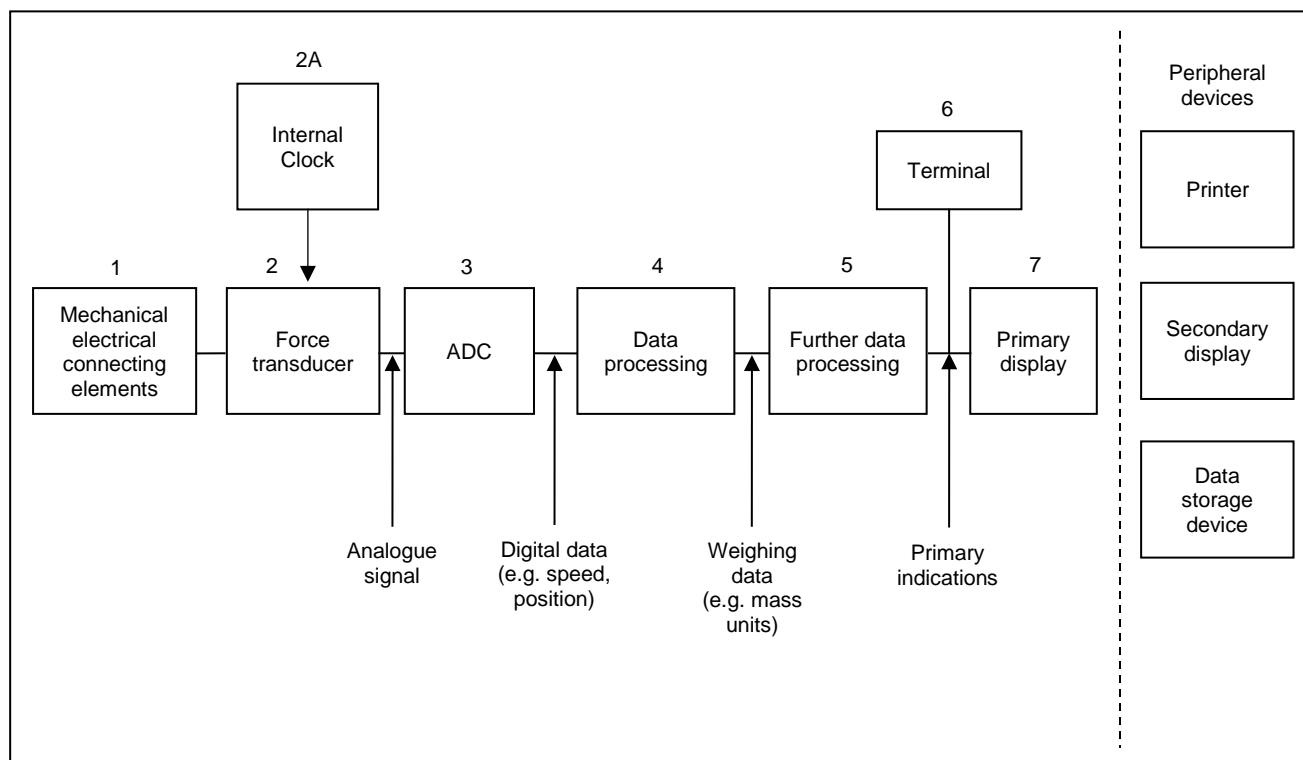 2A
Internal
Clock
6
Terminal
1
Mechanical
electrical
connecting
elements
2
Force
transducer
3
ADC
4
Data
processing
5
Further data
processing
7
Primary
display
Analogue
signal
Digital data
(e.g. speed,
position)
Weighing
data
(e.g. mass
units)
Primary
indications
Peripheral
devices
Printer
Secondary
display
Data
storage
device